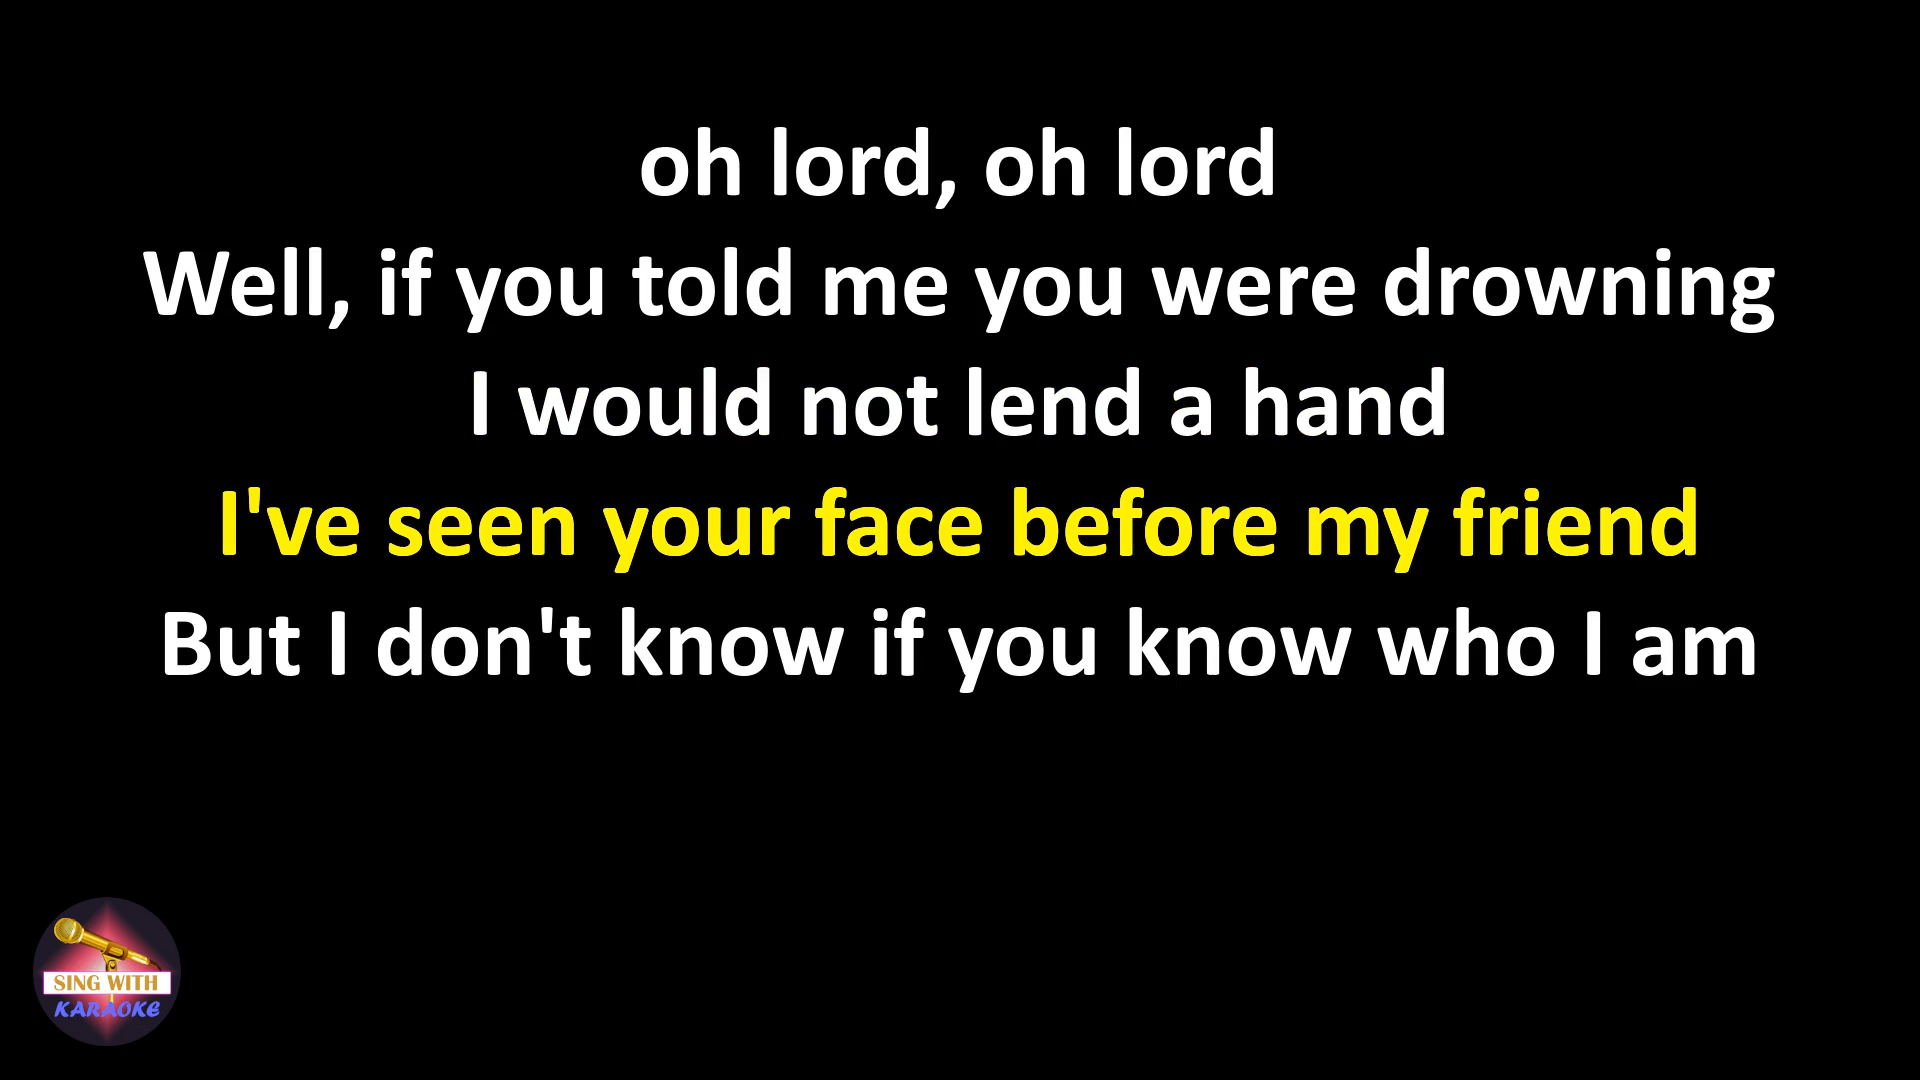 oh lord, oh lord
Well, if you told me you were drowning
I would not lend a hand
I've seen your face before my friend
But I don't know if you know who I am
SING WITH
KARAOKE